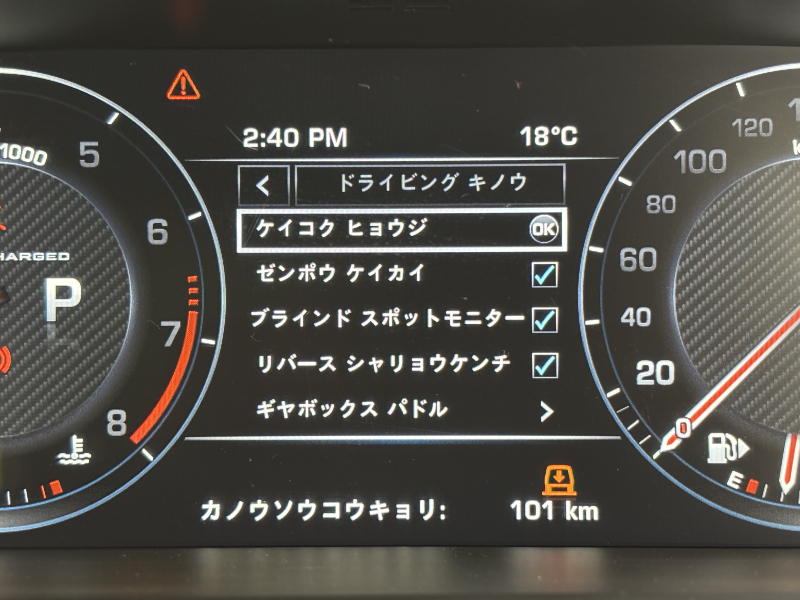 2:40 PM 18°C
< ドライビング キノウ
ケイコク ヒョウジ OK
ゼンポウ ケイカイ
ブラインド スポットモニター
リバース シャリョウケンチ
ギヤボックス パドル >
カノウソウコウキョリ: 101 km
1000
5
6
7
8
HARGED
P
120
100
80
60
40
20
0
E